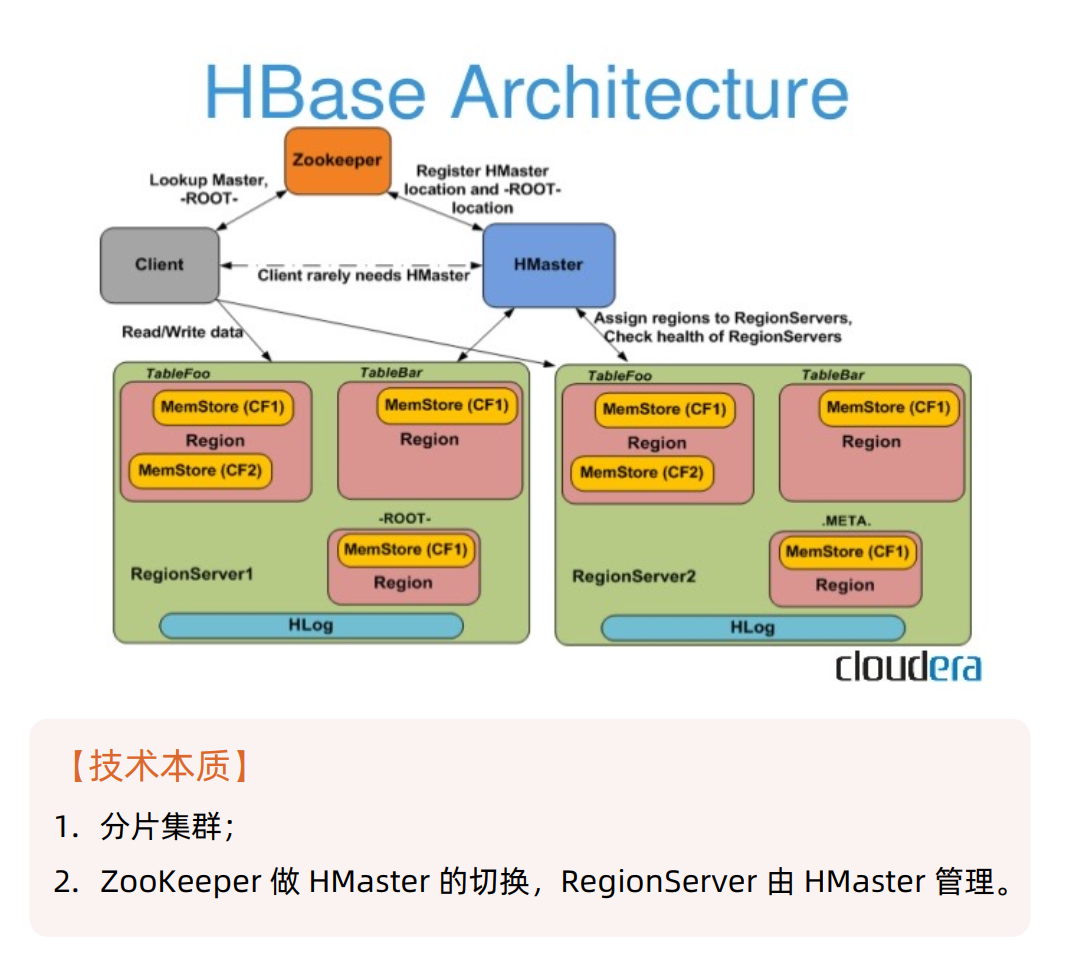 HBase Architecture
Zookeeper
Lookup Master,
-ROOT-
Register HMaster
location and -ROOT-
location
Client
Client rarely needs HMaster
HMaster
Read/Write data
Assign regions to RegionServers,
Check health of RegionServers
TableFoo
MemStore (CF1)
Region
MemStore (CF2)
TableBar
MemStore (CF1)
Region
-ROOT-
MemStore (CF1)
Region
RegionServer1
HLog
TableFoo
MemStore (CF1)
Region
MemStore (CF2)
TableBar
MemStore (CF1)
Region
.META.
MemStore (CF1)
Region
RegionServer2
HLog
cloudera
【技术本质】
1. 分片集群；
2. ZooKeeper 做 HMaster 的切换，RegionServer 由 HMaster 管理。